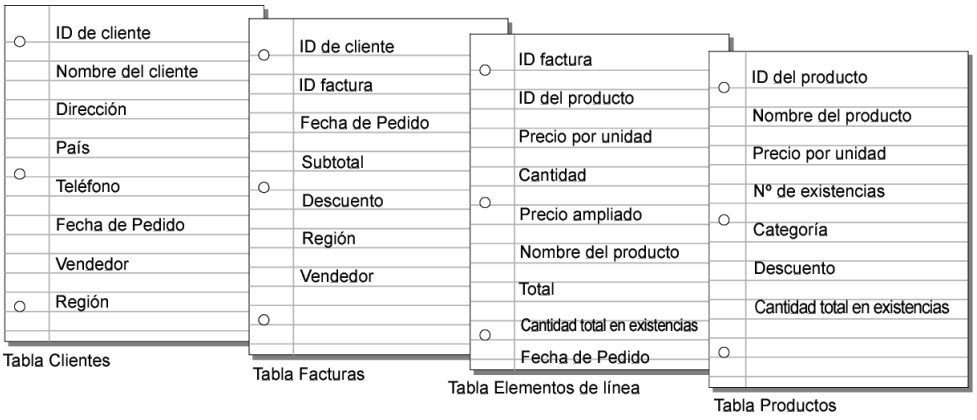 ID de cliente
Nombre del cliente
Dirección
País
Teléfono
Fecha de Pedido
Vendedor
Región
Tabla Clientes
ID de cliente
ID factura
Fecha de Pedido
Subtotal
Descuento
Región
Vendedor
Tabla Facturas
ID factura
ID del producto
Precio por unidad
Cantidad
Precio ampliado
Nombre del producto
Total
Cantidad total en existencias
Fecha de Pedido
Tabla Elementos de línea
ID del producto
Nombre del producto
Precio por unidad
Nº de existencias
Categoría
Descuento
Cantidad total en existencias
Tabla Productos